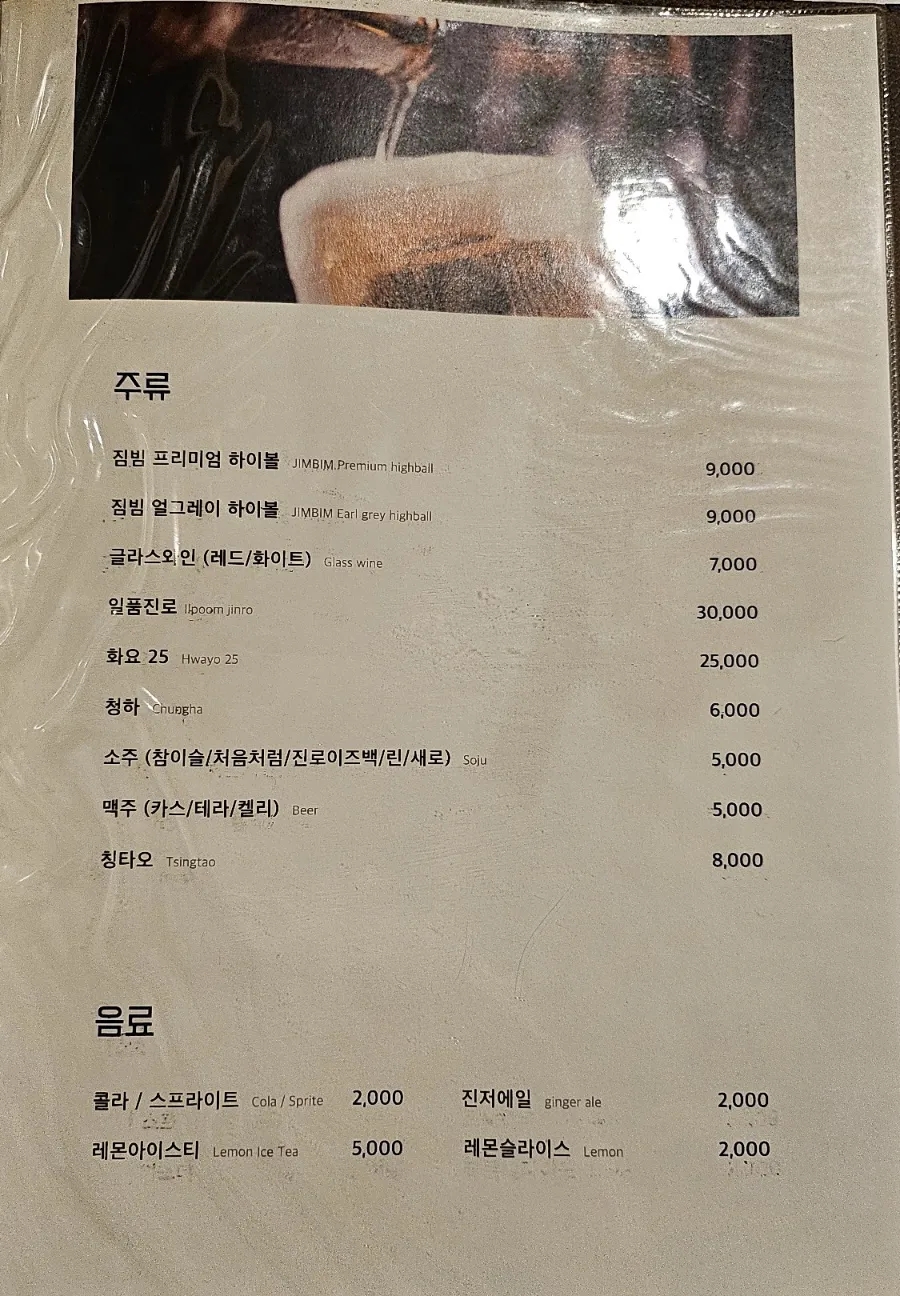 주류
짐빔 프리미엄 하이볼 JIMBIM Premium highball 9,000
짐빔 얼그레이 하이볼 JIMBIM Earl grey highball 9,000
글라스와인 (레드/화이트) Glass wine 7,000
일품진로 Ilpoom jinro 30,000
화요 25 Hwayo 25 25,000
청하 Chungha 6,000
소주 (참이슬/처음처럼/진로이즈백/린/새로) Soju 5,000
맥주 (카스/테라/켈리) Beer 5,000
칭타오 Tsingtao 8,000
음료
콜라 / 스프라이트 Cola / Sprite 2,000 진저에일 ginger ale 2,000
레몬아이스티 Lemon Ice Tea 5,000 레몬슬라이스 Lemon 2,000